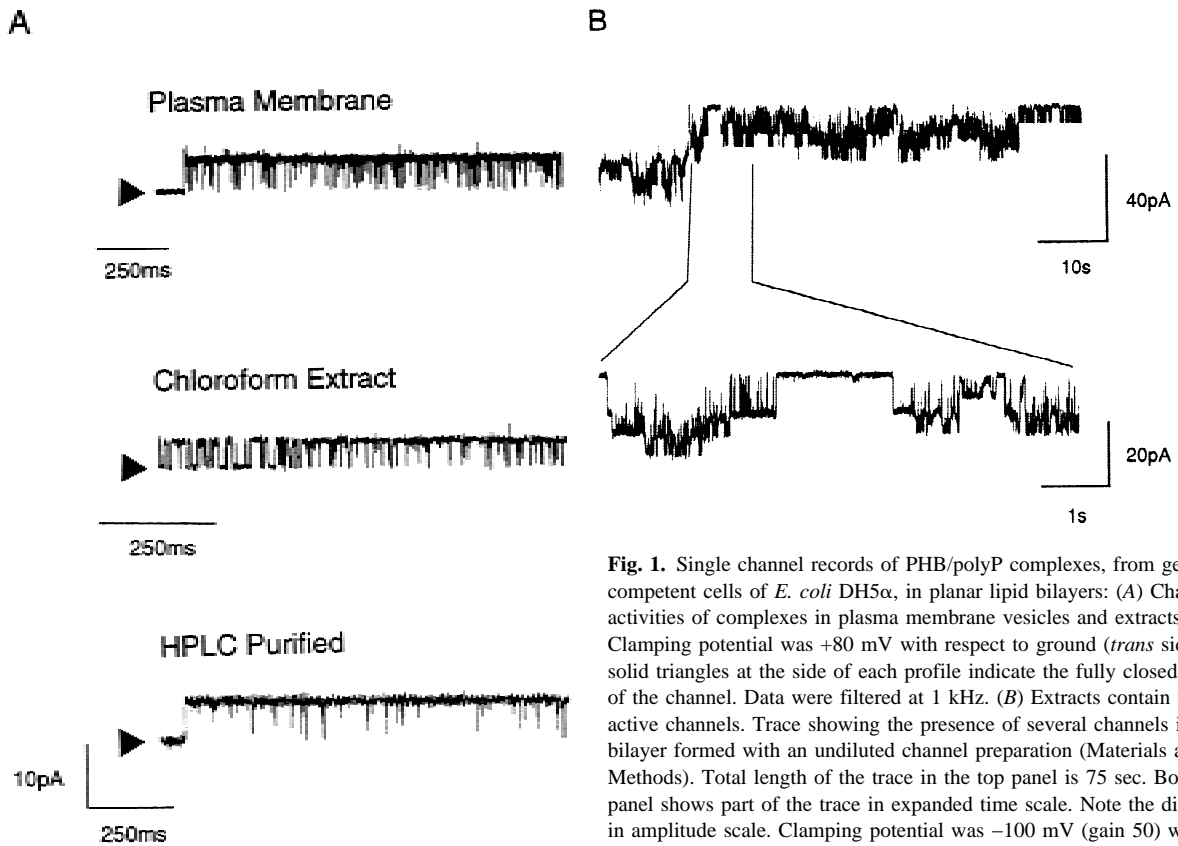 A
Plasma Membrane
250ms
Chloroform Extract
250ms
HPLC Purified
10pA
250ms
B
40pA
10s
20pA
1s
Fig. 1. Single channel records of PHB/polyP complexes, from ge
competent cells of E. coli DH5α, in planar lipid bilayers: (A) Cha
activities of complexes in plasma membrane vesicles and extracts
Clamping potential was +80 mV with respect to ground (trans sid
solid triangles at the side of each profile indicate the fully closed
of the channel. Data were filtered at 1 kHz. (B) Extracts contain
active channels. Trace showing the presence of several channels i
bilayer formed with an undiluted channel preparation (Materials a
Methods). Total length of the trace in the top panel is 75 sec. Bo
panel shows part of the trace in expanded time scale. Note the di
in amplitude scale. Clamping potential was −100 mV (gain 50) w